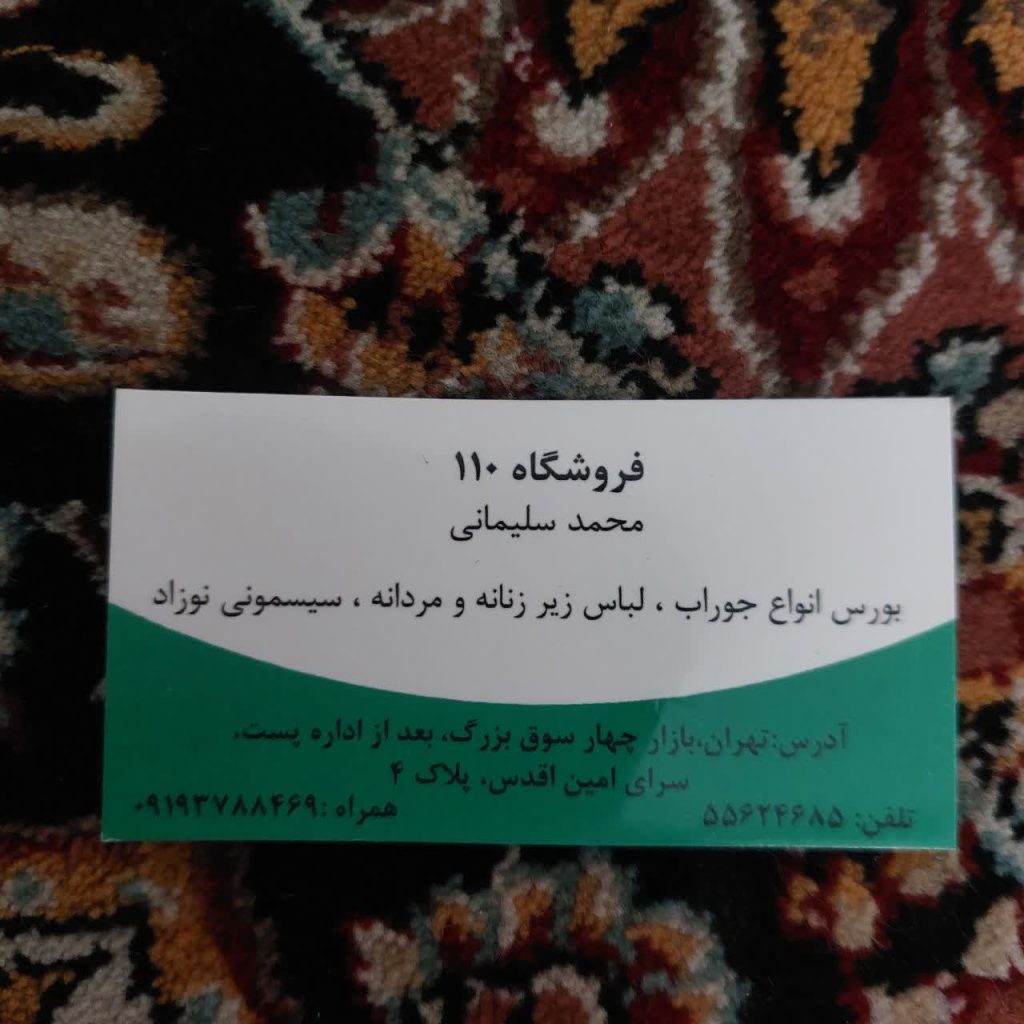 فروشگاه ۱۱۰
محمد سلیمانی
بورس انواع جوراب ، لباس زیر زنانه و مردانه ، سیسمونی نوزاد
آدرس:تهران،بازار چهار سوق بزرگ، بعد از اداره پست،
سرای امین اقدس، پلاک ۴
تلفن: ۵۵۶۲۴۶۸۵
همراه :۰۹۱۹۳۷۸۸۴۶۹